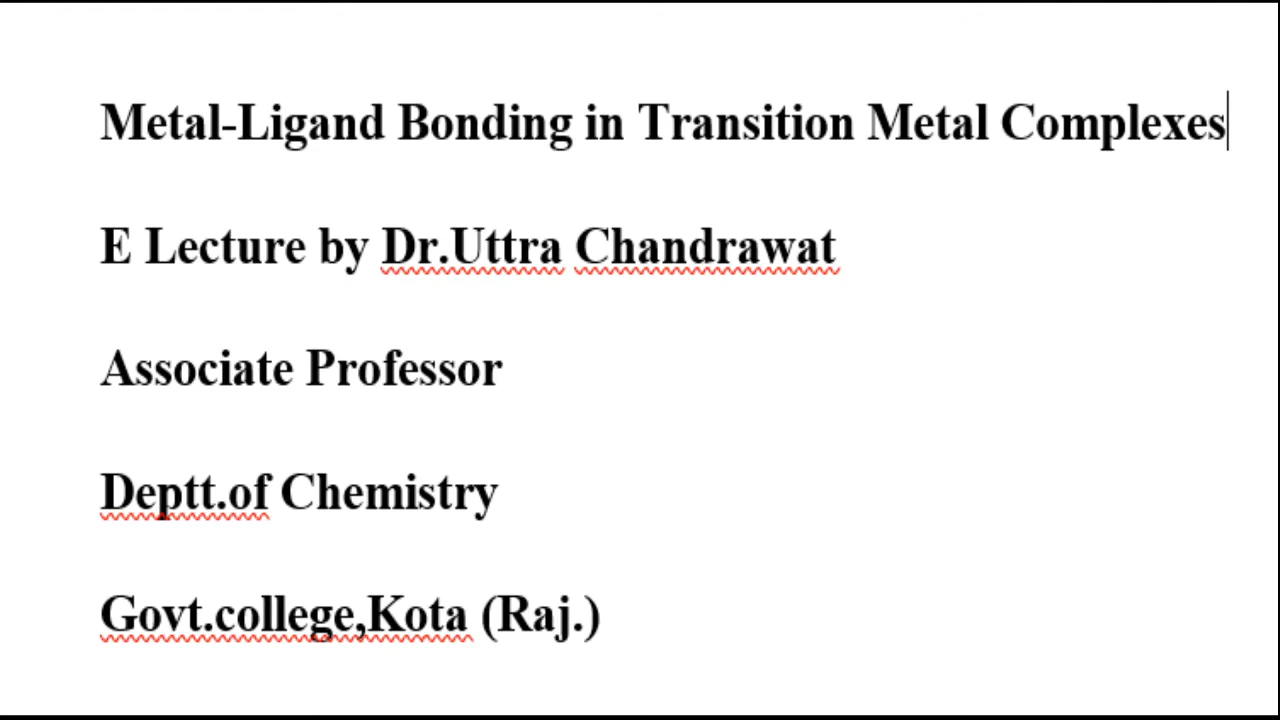 Metal-Ligand Bonding in Transition Metal Complexes
E Lecture by Dr.Uttra Chandrawat
Associate Professor
Deptt.of Chemistry
Govt.college,Kota (Raj.)